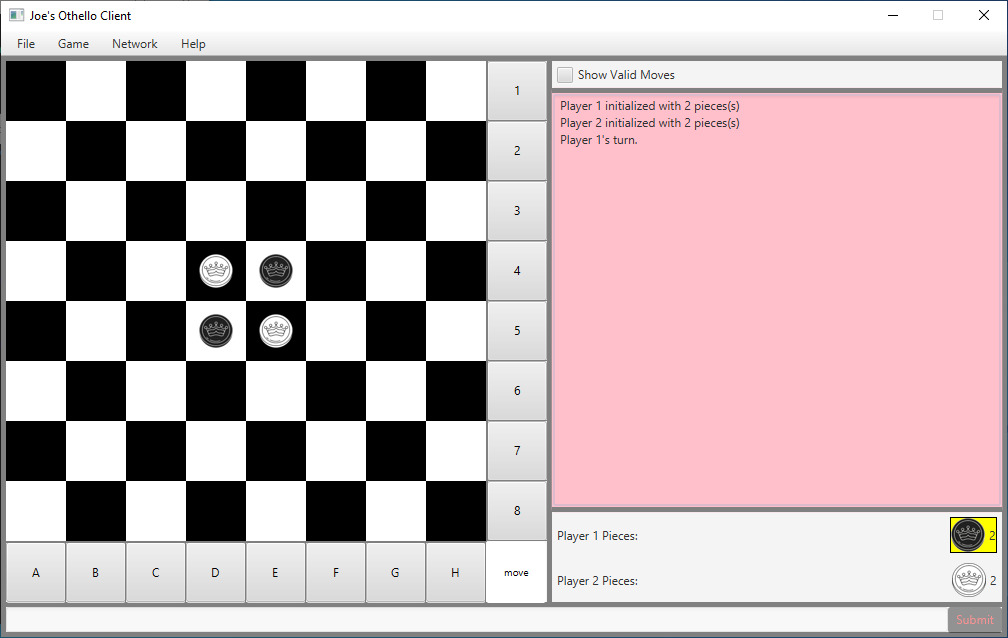 Joe's Othello Client
File Game Network Help
1
2
3
4
5
6
7
8
A B C D E F G H move
Show Valid Moves
Player 1 initialized with 2 pieces(s)
Player 2 initialized with 2 pieces(s)
Player 1's turn.
Player 1 Pieces: 2
Player 2 Pieces: 2
Submit